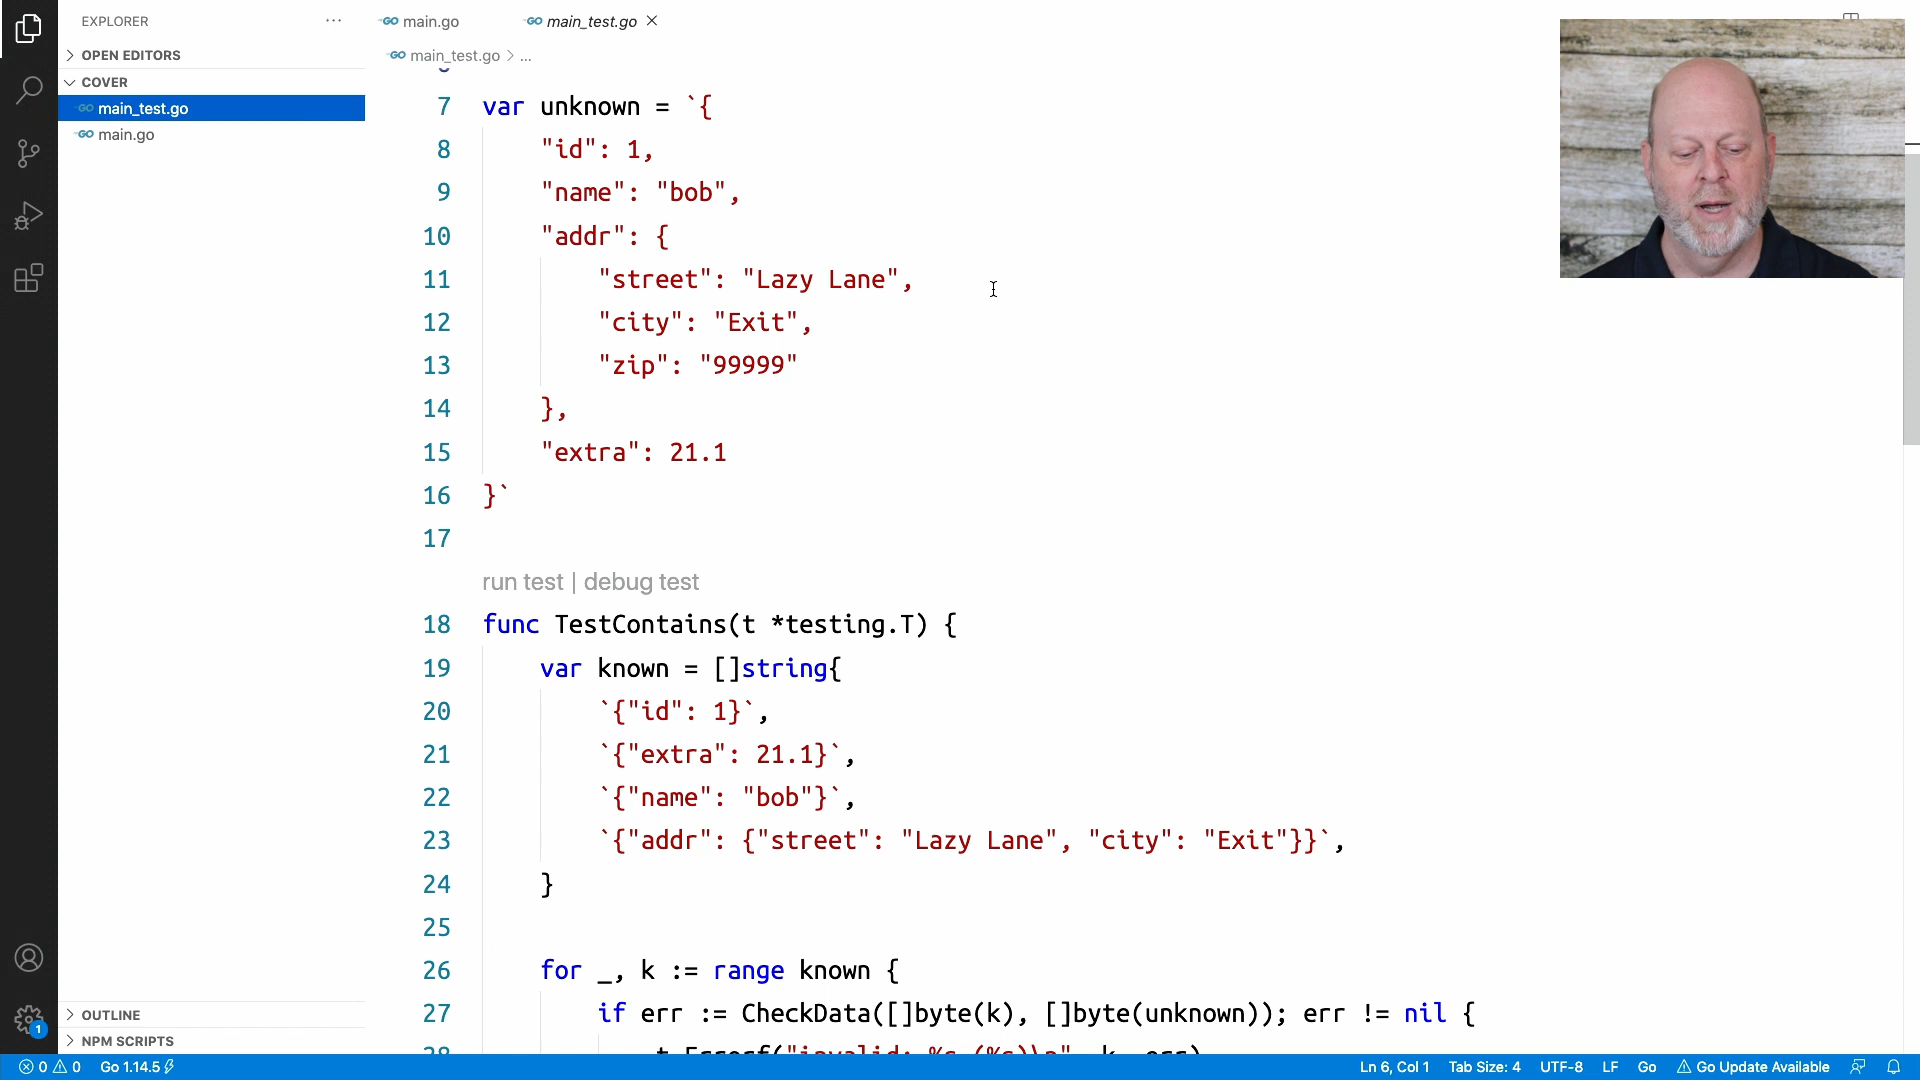 EXPLORER
OPEN EDITORS
COVER
main_test.go
main.go
OUTLINE
NPM SCRIPTS
main.go
main_test.go
main_test.go > ...
7 var unknown = `{
8 "id": 1,
9 "name": "bob",
10 "addr": {
11 "street": "Lazy Lane",
12 "city": "Exit",
13 "zip": "99999"
14 },
15 "extra": 21.1
16 }`
17
run test | debug test
18 func TestContains(t *testing.T) {
19 var known = []string{
20 `{"id": 1}`,
21 `{"extra": 21.1}`,
22 `{"name": "bob"}`,
23 `{"addr": {"street": "Lazy Lane", "city": "Exit"}}`,
24 }
25
26 for _, k := range known {
27 if err := CheckData([]byte(k), []byte(unknown)); err != nil {
28 t.Errorf("invalid: %s (%s)\n", k, err)
1
0 0 Go 1.14.5 Ln 6, Col 1 Tab Size: 4 UTF-8 LF Go Go Update Available